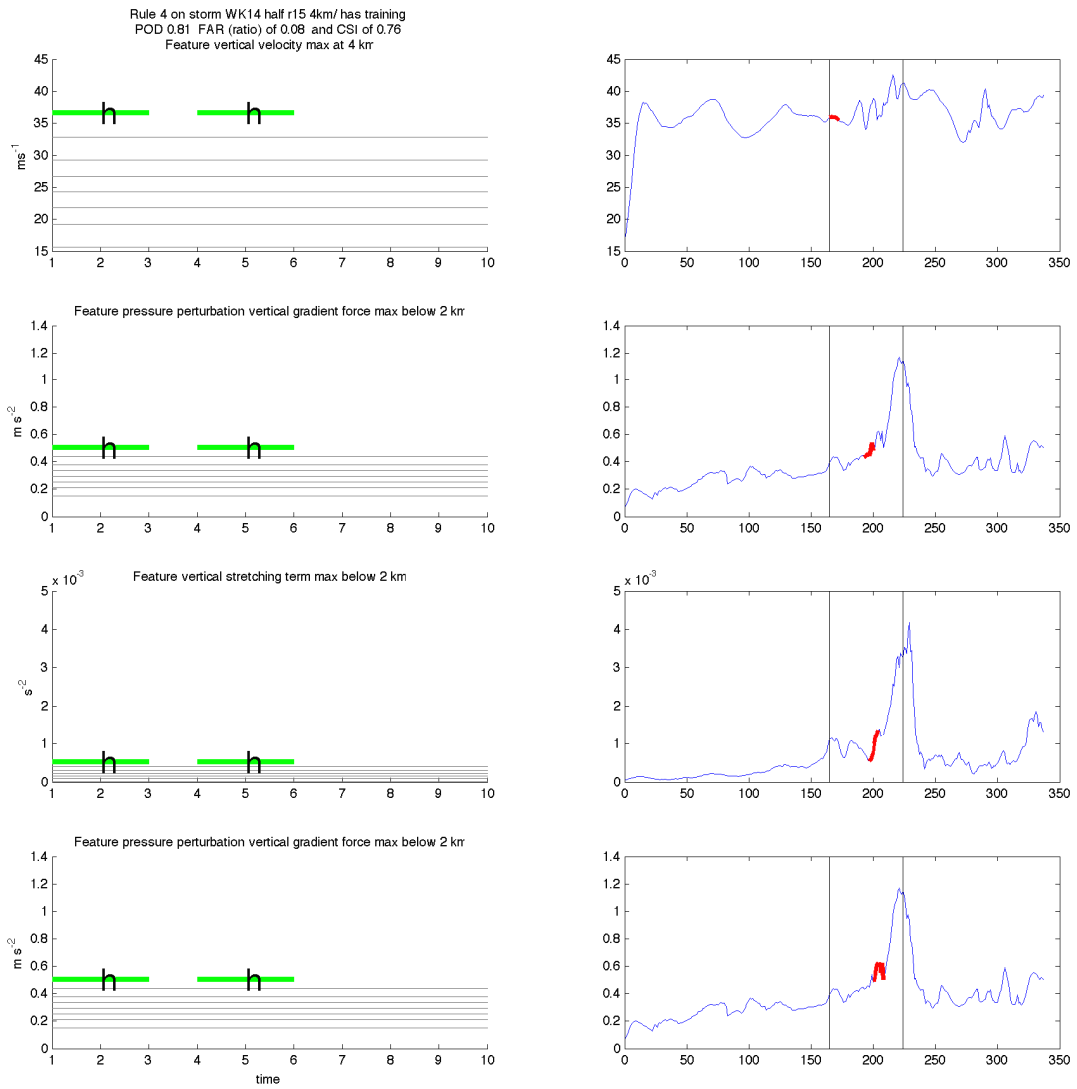 Rule 4 on storm WK14 half r15 4km/ has training
POD 0.81 FAR (ratio) of 0.08 and CSI of 0.76
Feature vertical velocity max at 4 km
45
40
35
30
25
20
15
ms-1
h h
1 2 3 4 5 6 7 8 9 10
45
40
35
30
25
20
15
0 50 100 150 200 250 300 350
Feature pressure perturbation vertical gradient force max below 2 km
1.4
1.2
1
0.8
0.6
0.4
0.2
0
m s-2
h h
1 2 3 4 5 6 7 8 9 10
1.4
1.2
1
0.8
0.6
0.4
0.2
0
0 50 100 150 200 250 300 350
Feature vertical stretching term max below 2 km
x 10-3
5
4
3
2
1
0
s-2
h h
1 2 3 4 5 6 7 8 9 10
x 10-3
5
4
3
2
1
0
0 50 100 150 200 250 300 350
Feature pressure perturbation vertical gradient force max below 2 km
1.4
1.2
1
0.8
0.6
0.4
0.2
0
m s-2
h h
1 2 3 4 5 6 7 8 9 10
time
1.4
1.2
1
0.8
0.6
0.4
0.2
0
0 50 100 150 200 250 300 350